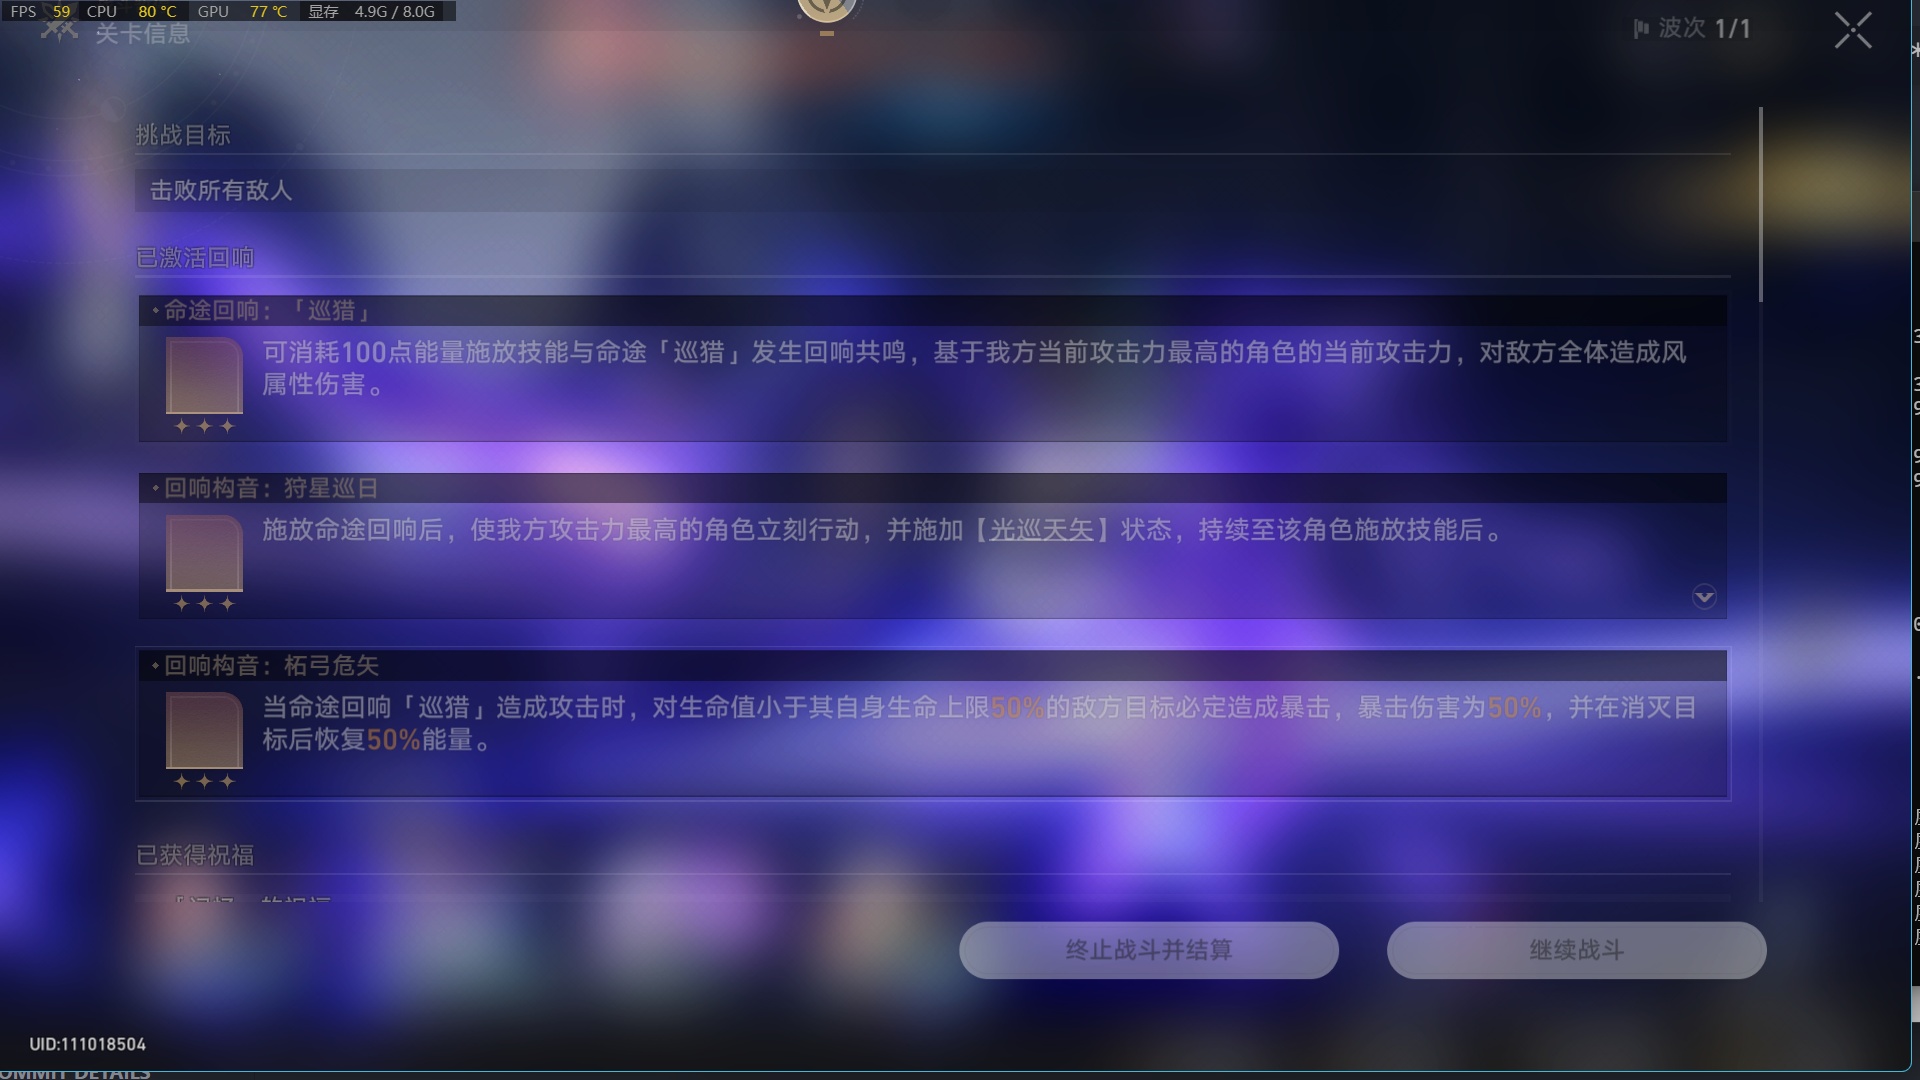 FPS 59 CPU 80 °C GPU 77 °C 显存 4.9G / 8.0G
关卡信息
波次 1/1
挑战目标
击败所有敌人
已激活回响
命途回响：「巡猎」
可消耗100点能量施放技能与命途「巡猎」发生回响共鸣，基于我方当前攻击力最高的角色的当前攻击力，对敌方全体造成风
属性伤害。
回响构音：狩星巡日
施放命途回响后，使我方攻击力最高的角色立刻行动，并施加【光巡天矢】状态，持续至该角色施放技能后。
回响构音：柘弓危矢
当命途回响「巡猎」造成攻击时，对生命值小于其自身生命上限50%的敌方目标必定造成暴击，暴击伤害为50%，并在消灭目
标后恢复50%能量。
已获得祝福
「记忆」的祝福
终止战斗并结算
继续战斗
UID:111018504
OMMIT DETAILS